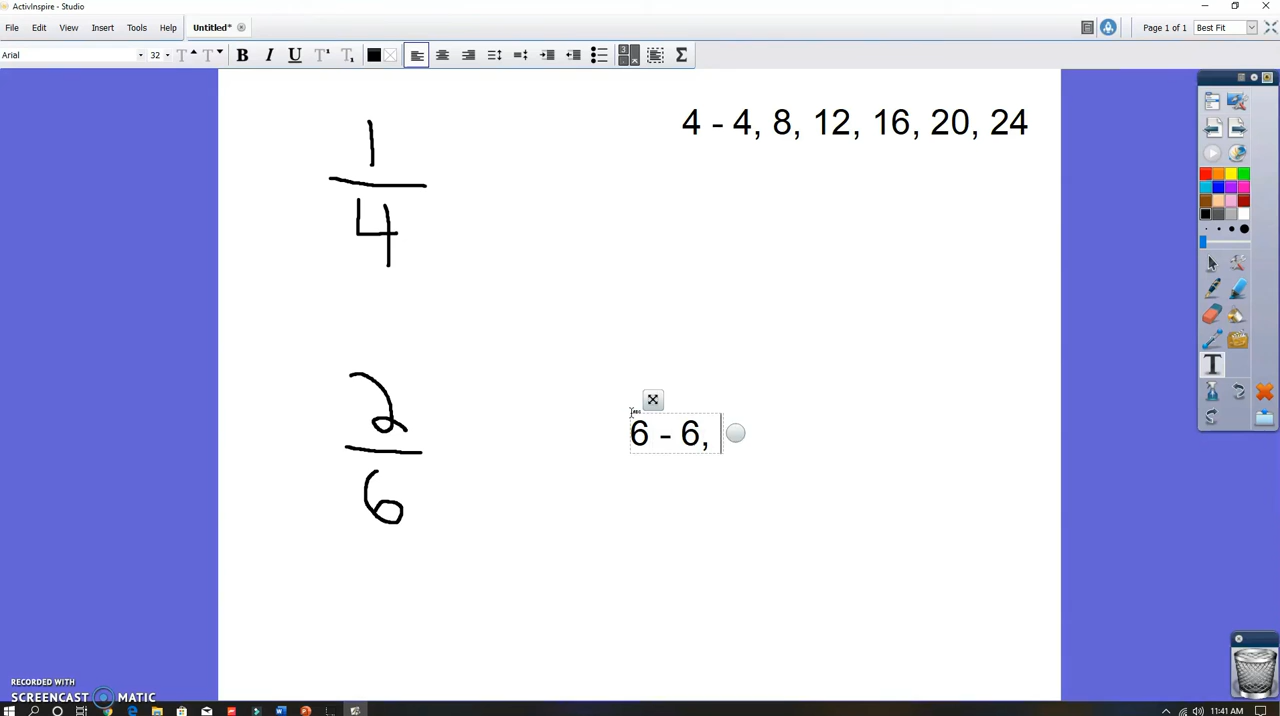 ActivInspire - Studio
File Edit View Insert Tools Help Untitled* Page 1 of 1 Best Fit
Arial 32 B I U T T Σ
4 - 4, 8, 12, 16, 20, 24
1
4
2
6
6 - 6,
T
RECORDED WITH
SCREENCAST MATIC
11:41 AM